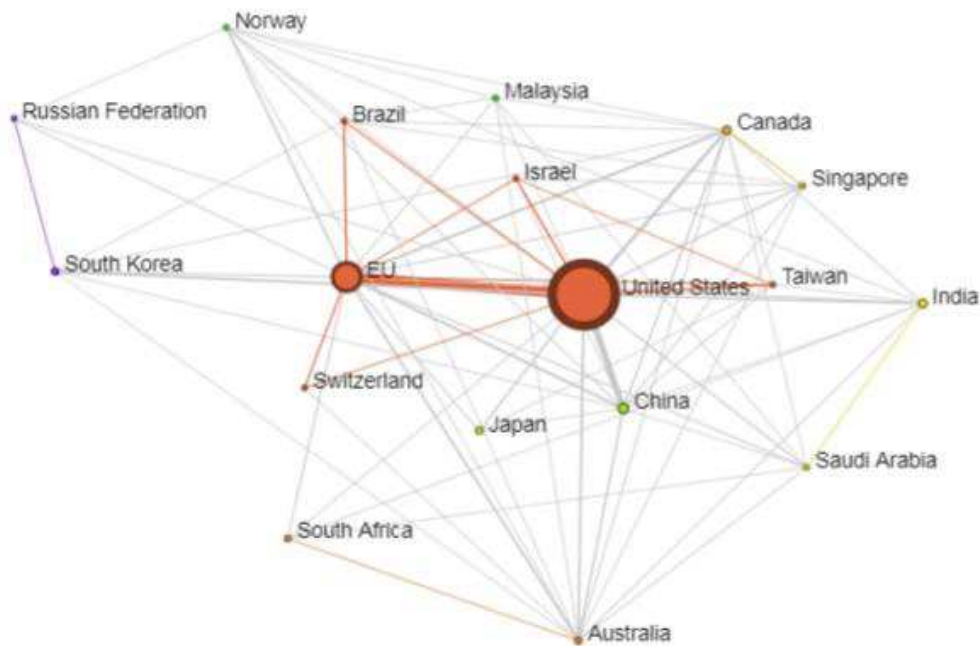 Norway
Malaysia
Russian Federation
Brazil
Canada
Israel
Singapore
South Korea
EU
United States
Taiwan
India
Switzerland
China
Japan
Saudi Arabia
South Africa
Australia